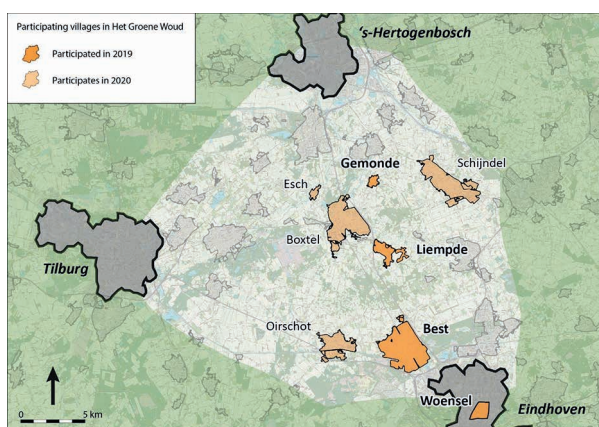 Participating villages in Het Groene Woud
Participated in 2019
Participates in 2020
's-Hertogenbosch
Gemonde
Schijndel
Esch
Boxtel
Liempde
Tilburg
Oirschot
Best
Woensel
Eindhoven
0 5 km